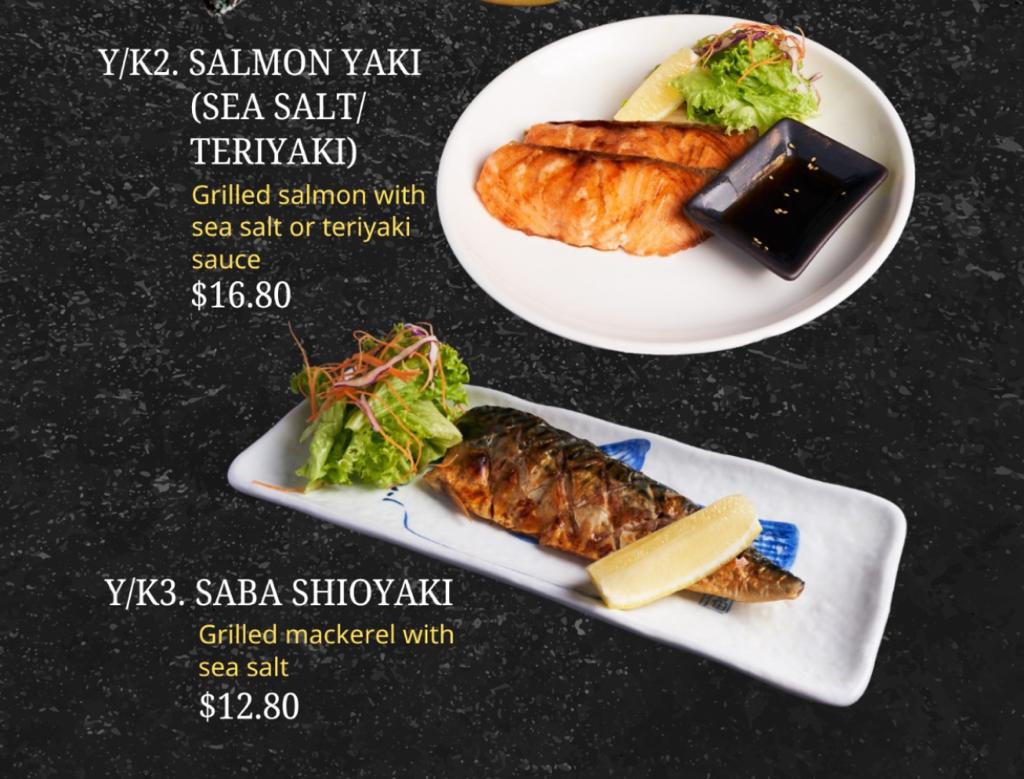 Y/K2. SALMON YAKI
(SEA SALT/
TERIYAKI)
Grilled salmon with
sea salt or teriyaki
sauce
$16.80
Y/K3. SABA SHIOYAKI
Grilled mackerel with
sea salt
$12.80